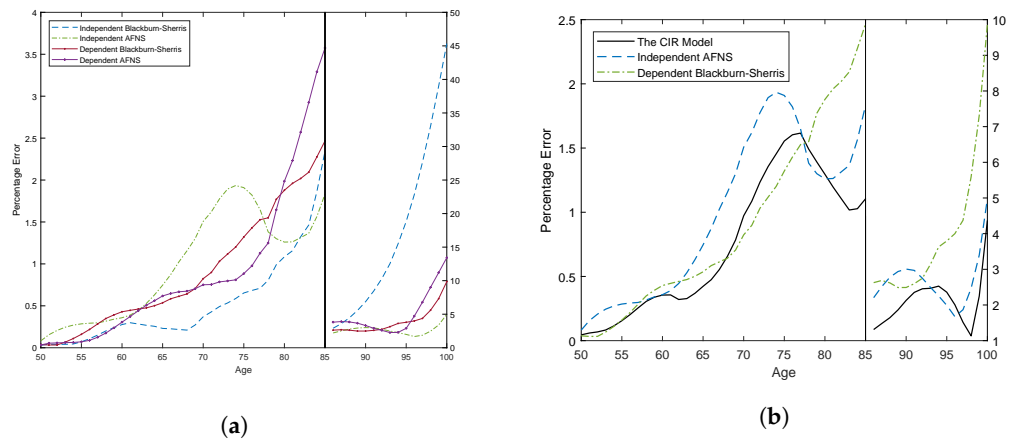 Independent Blackburn-Sherris
Independent AFNS
Dependent Blackburn-Sherris
Dependent AFNS
Percentage Error
4
3.5
3
2.5
2
1.5
1
0.5
0
50
45
40
35
30
25
20
15
10
5
0
50 55 60 65 70 75 80 85 90 95 100
Age
(a)
The CIR Model
Independent AFNS
Dependent Blackburn-Sherris
Percentage Error
2.5
2
1.5
1
0.5
0
10
9
8
7
6
5
4
3
2
1
50 55 60 65 70 75 80 85 90 95 100
Age
(b)